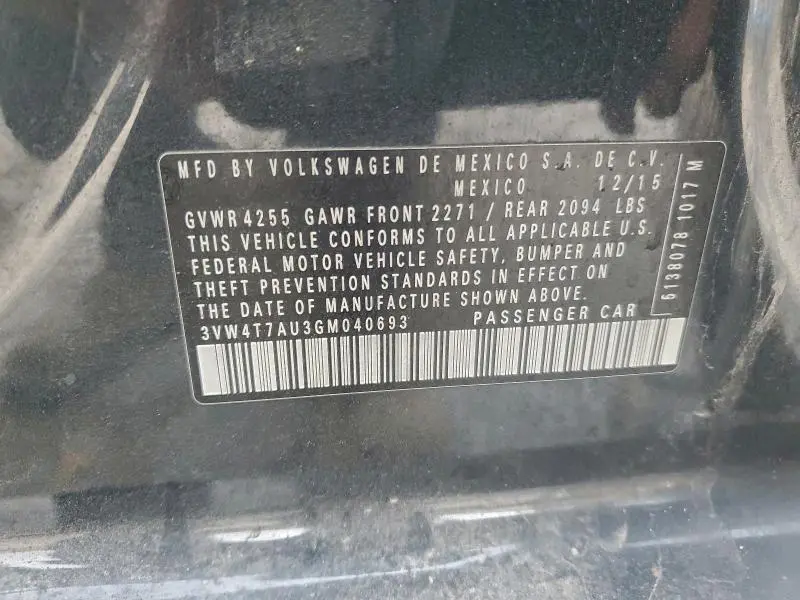 MFD BY VOLKSWAGEN DE MEXICO S.A. DE C.V.
MEXICO 12/15
GVWR 4255 GAWR FRONT 2271 / REAR 2094 LBS
THIS VEHICLE CONFORMS TO ALL APPLICABLE U.S.
FEDERAL MOTOR VEHICLE SAFETY, BUMPER AND
THEFT PREVENTION STANDARDS IN EFFECT ON
THE DATE OF MANUFACTURE SHOWN ABOVE.
3VW4T7AU3GM040693 PASSENGER CAR
6138078 1017 M